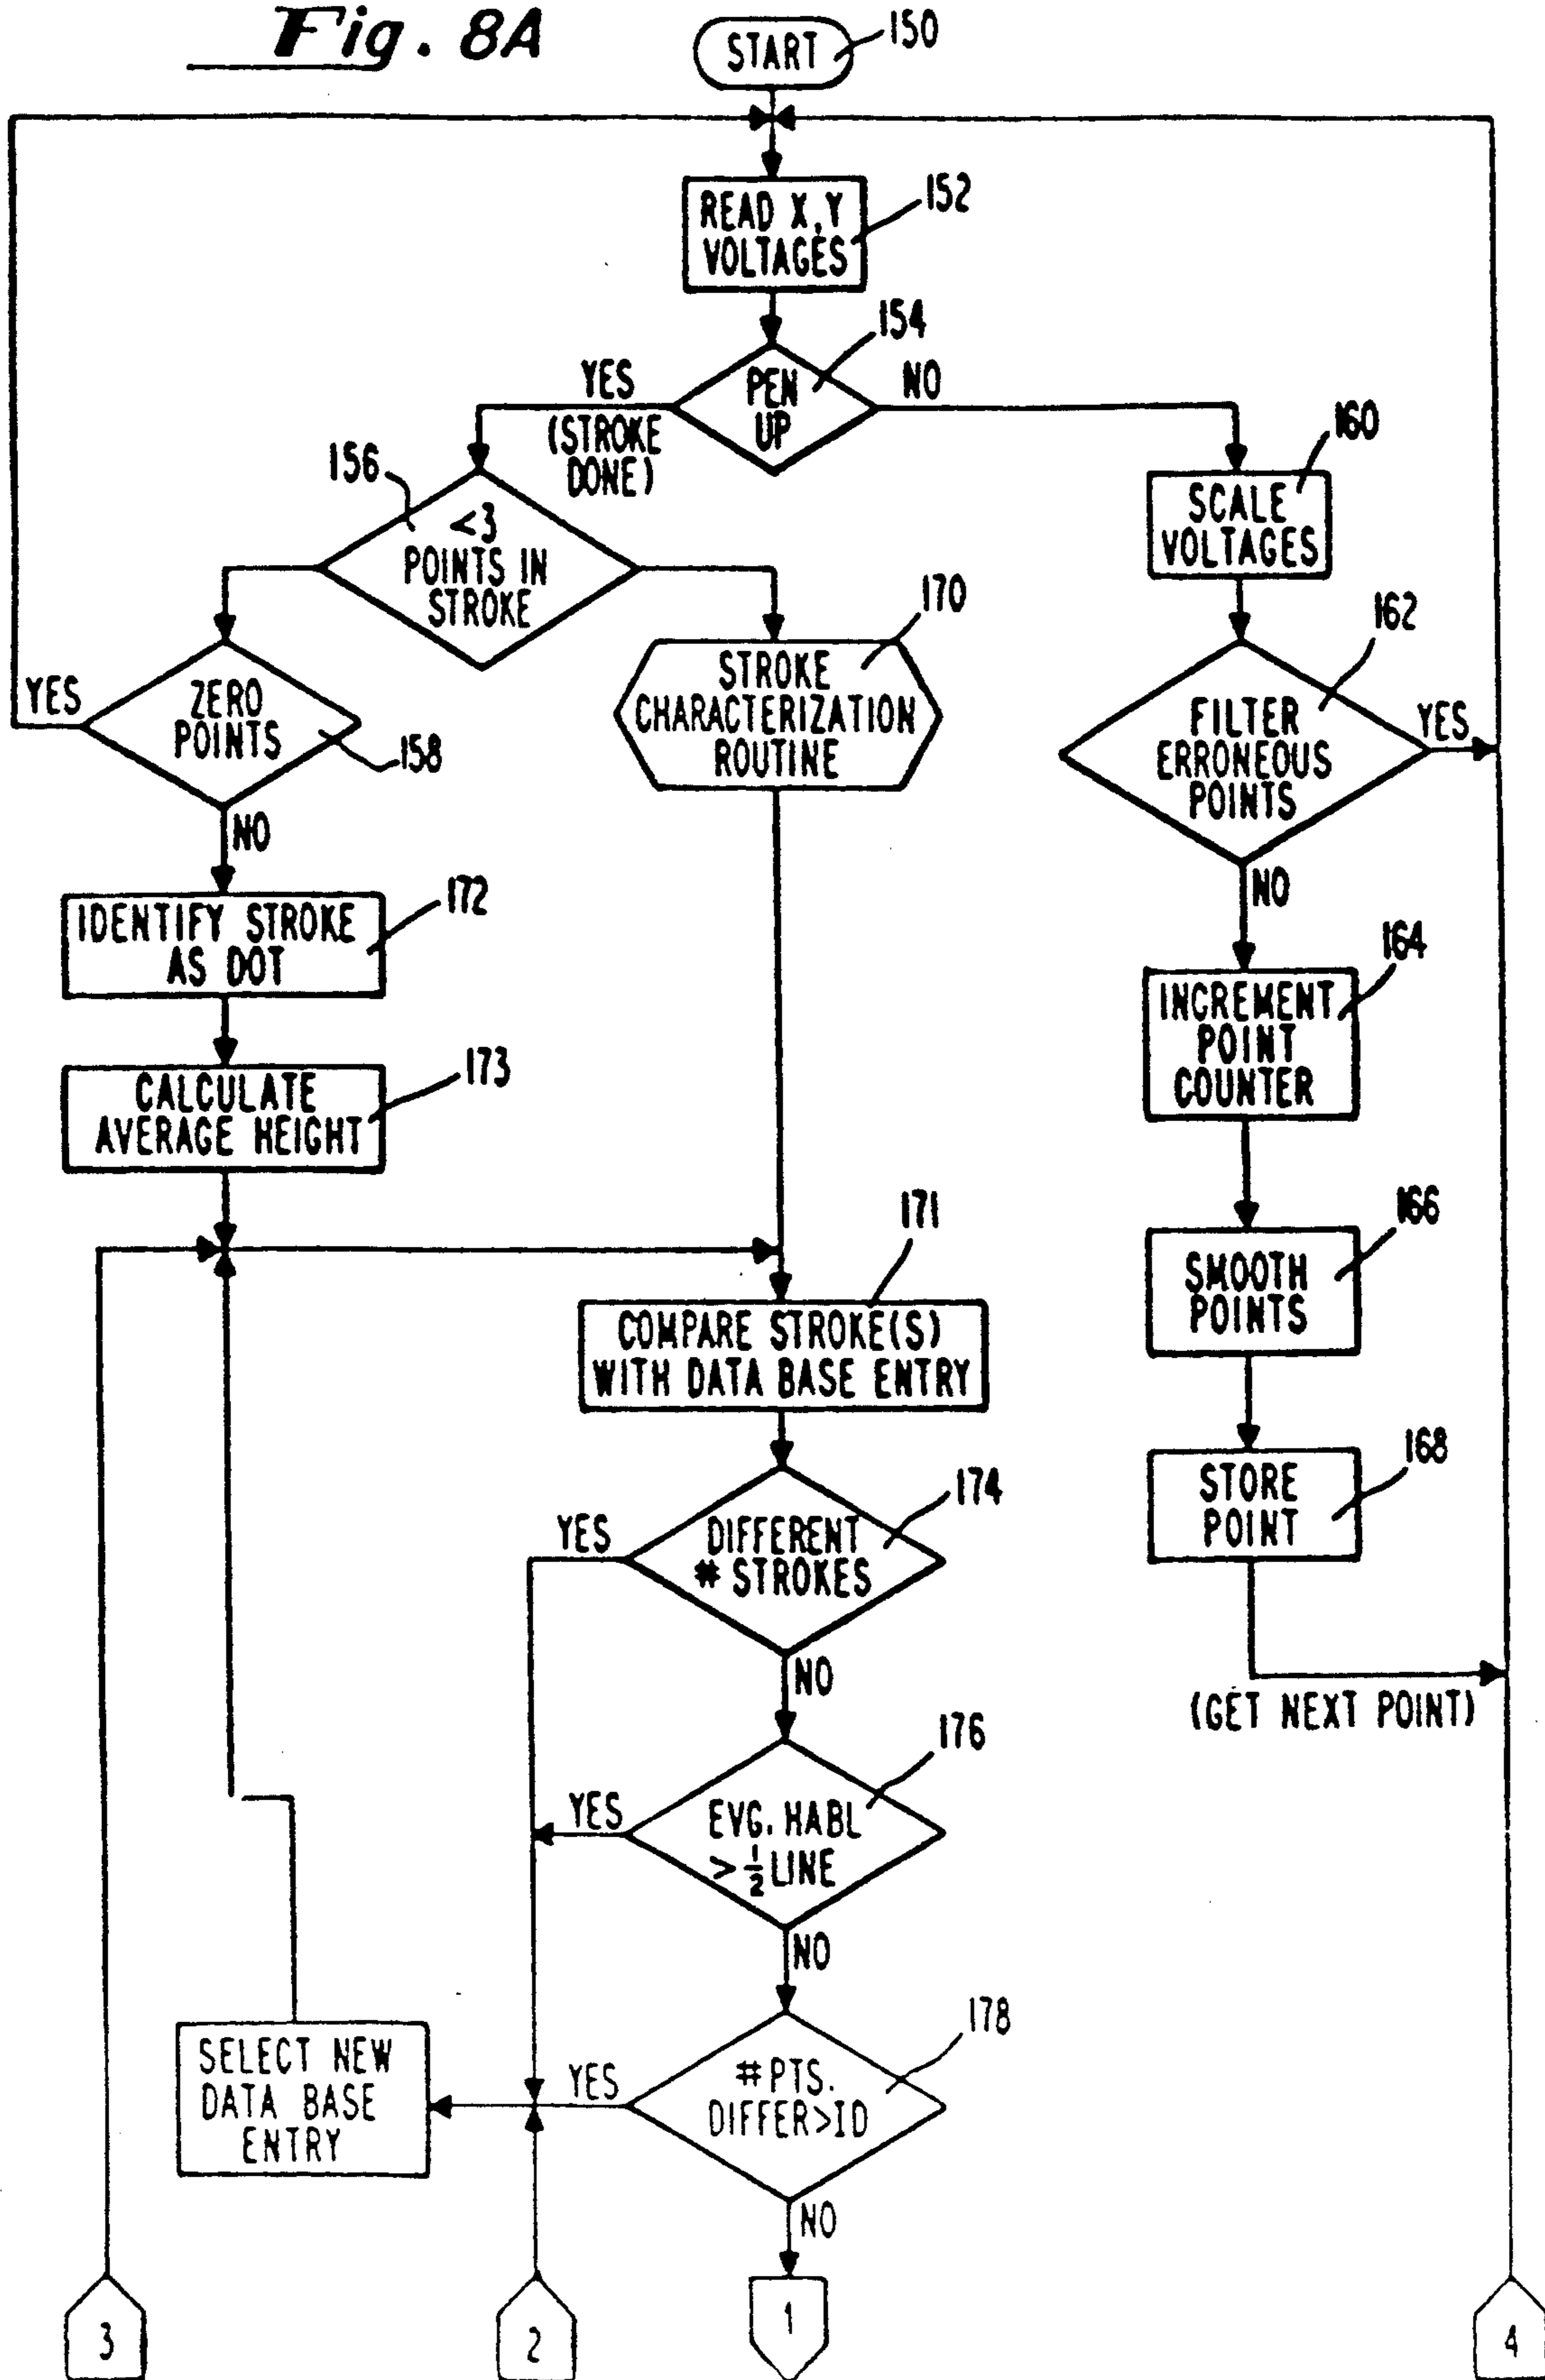 Fig. 8A
START
150
READ X,Y
VOLTAGES
152
154
YES
PEN
UP
NO
(STROKE
DONE)
156
<3
POINTS IN
STROKE
160
SCALE
VOLTAGES
170
STROKE
CHARACTERIZATION
ROUTINE
162
FILTER
ERRONEOUS
POINTS
YES
NO
YES
ZERO
POINTS
158
NO
172
IDENTIFY STROKE
AS DOT
164
INCREMENT
POINT
COUNTER
173
CALCULATE
AVERAGE HEIGHT
166
SMOOTH
POINTS
171
COMPARE STROKE(S)
WITH DATA BASE ENTRY
168
STORE
POINT
(GET NEXT POINT)
174
YES
DIFFERENT
# STROKES
NO
176
YES
EVG. HABL
>½ LINE
NO
178
YES
#PTS.
DIFFER>ID
NO
SELECT NEW
DATA BASE
ENTRY
3
2
1
4